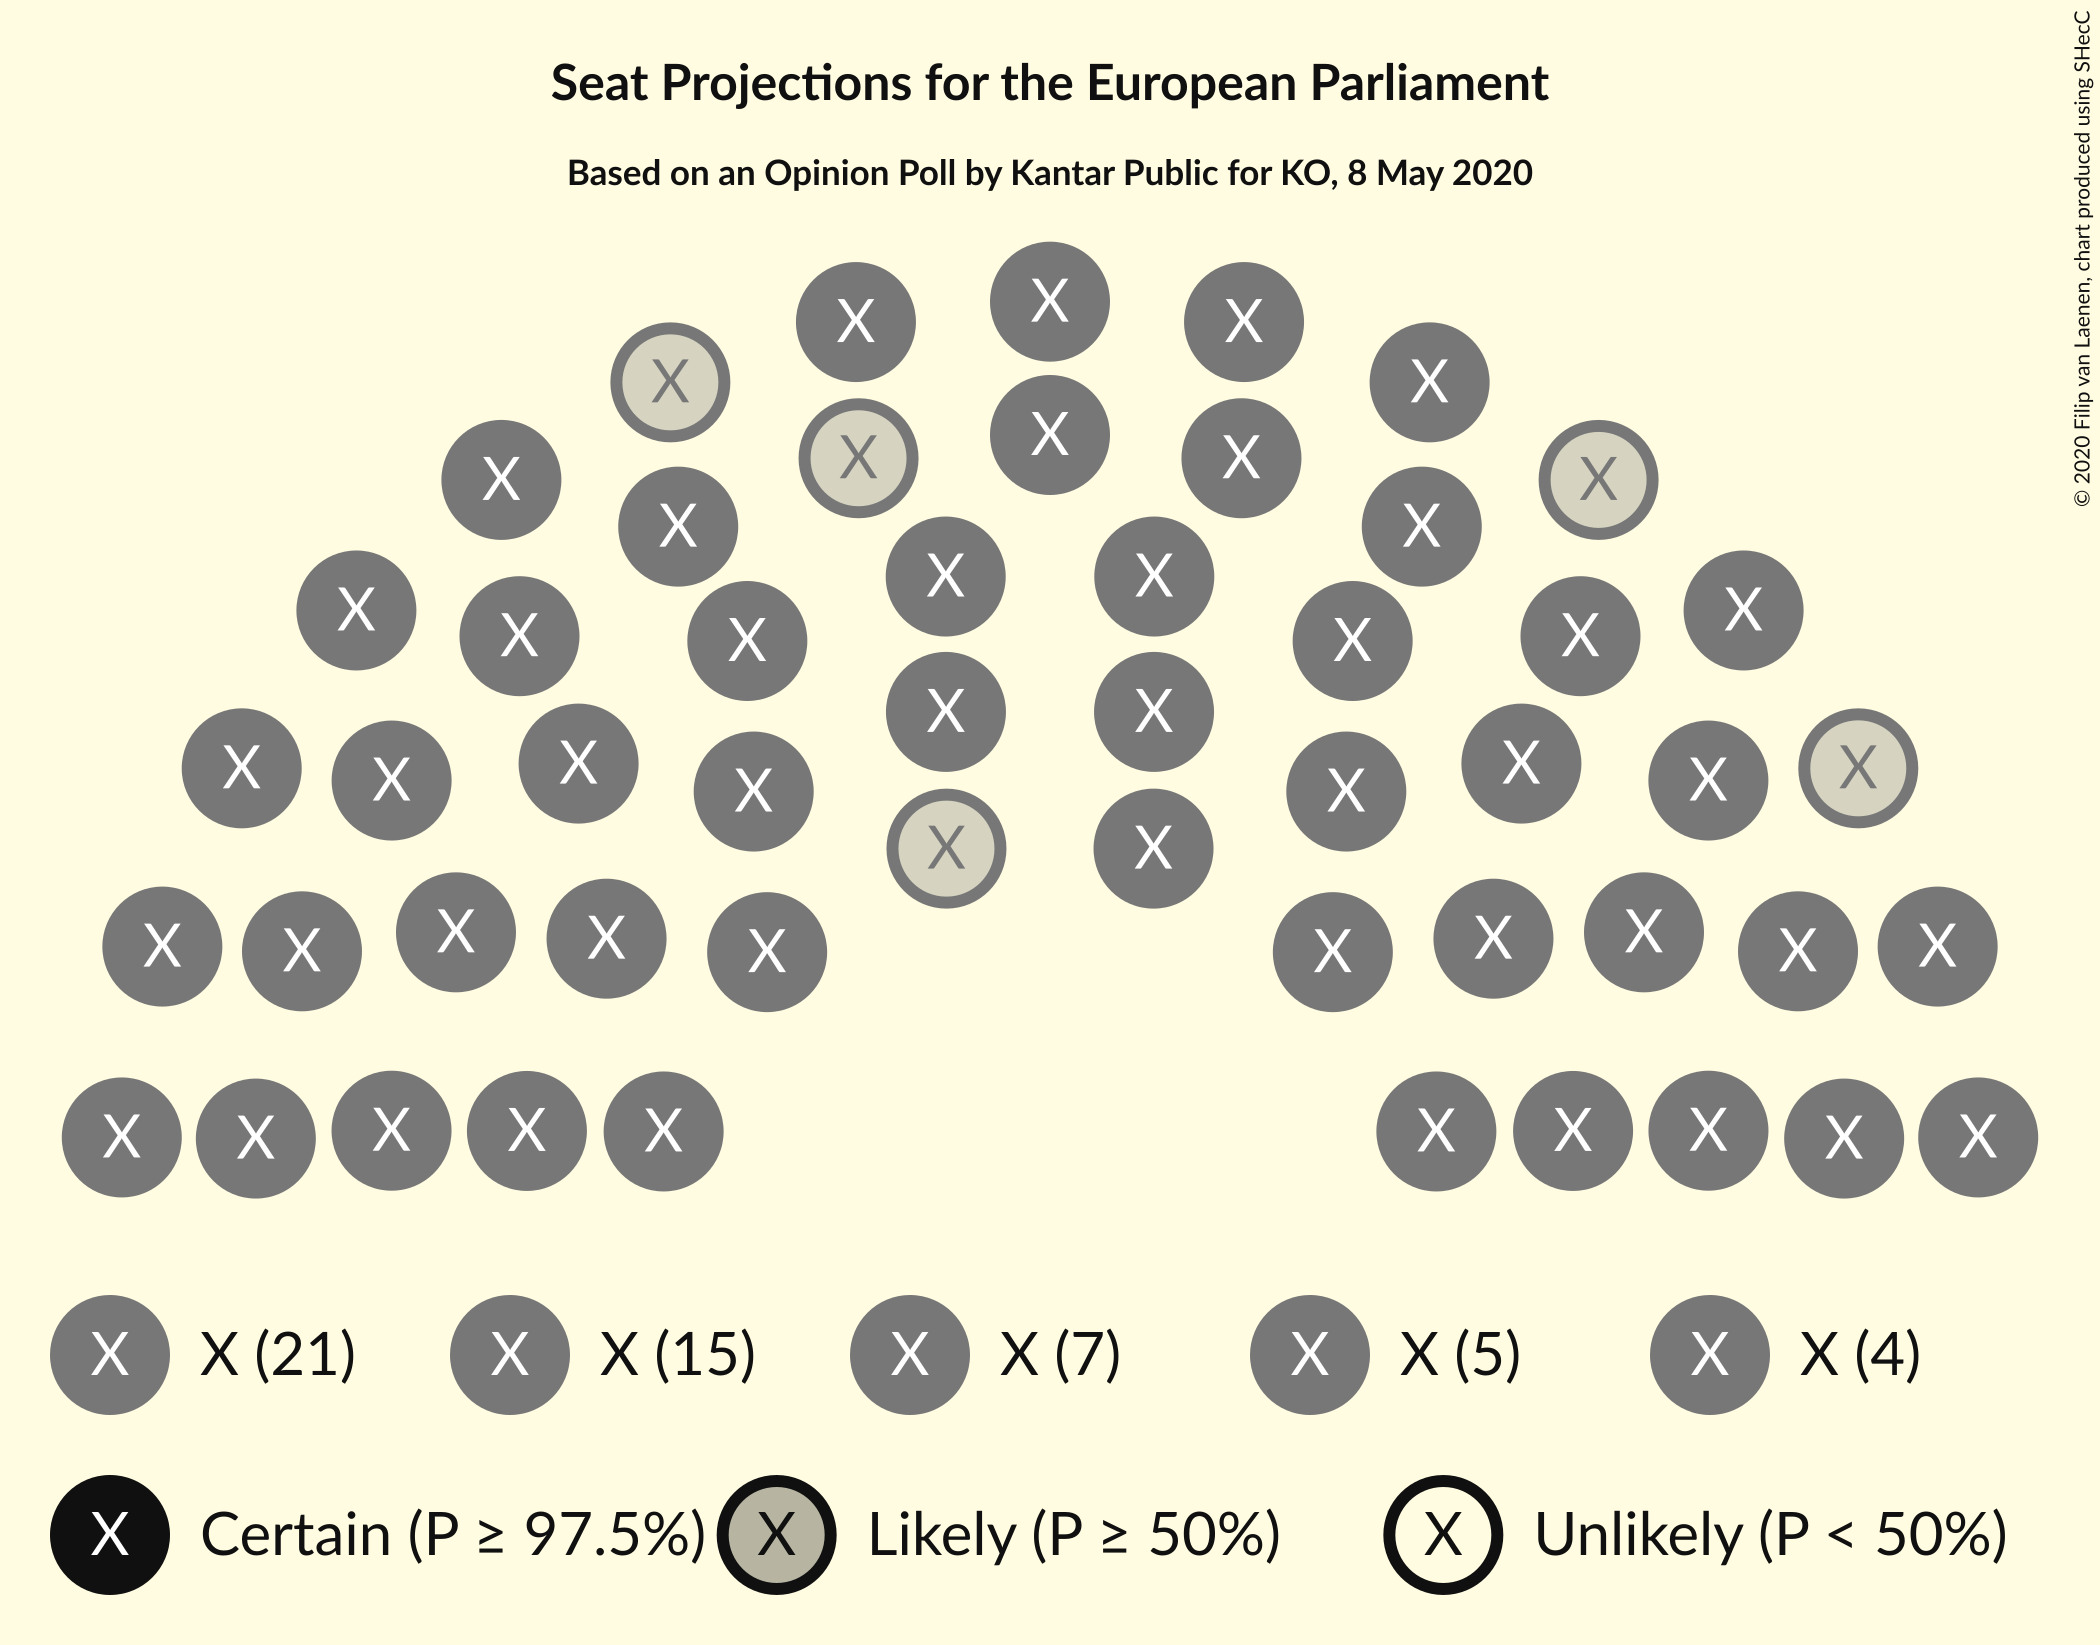 Seat Projections for the European Parliament
Based on an Opinion Poll by Kantar Public for KO, 8 May 2020
© 2020 Filip van Laenen, chart produced using SHecC
X X X
X X
X X X
X X
X X
X X
X X X X X X
X X
X X X X X X X X
X X
X X X X X X X X X X
X X X X X X X X X X
X X (21) X X (15) X X (7) X X (5) X X (4)
X Certain (P ≥ 97.5%) X Likely (P ≥ 50%) X Unlikely (P < 50%)